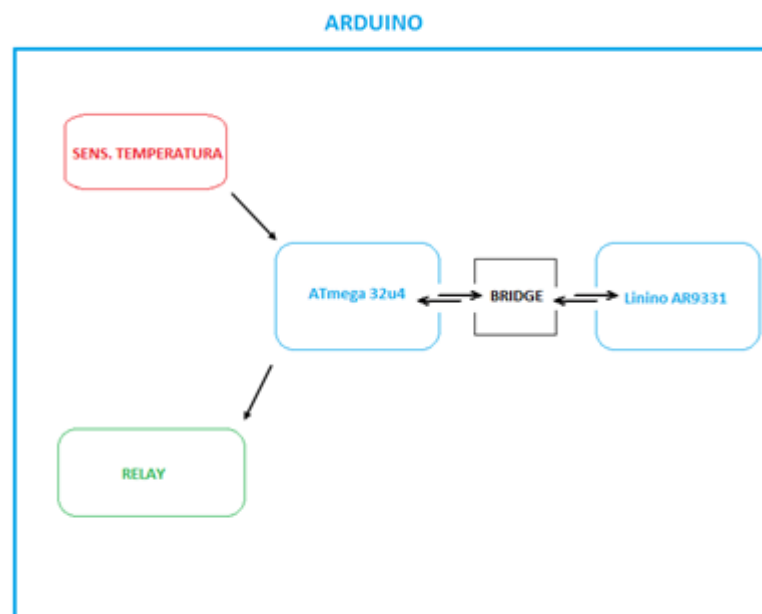 ARDUINO
SENS. TEMPERATURA
ATmega 32u4
BRIDGE
Linino AR9331
RELAY